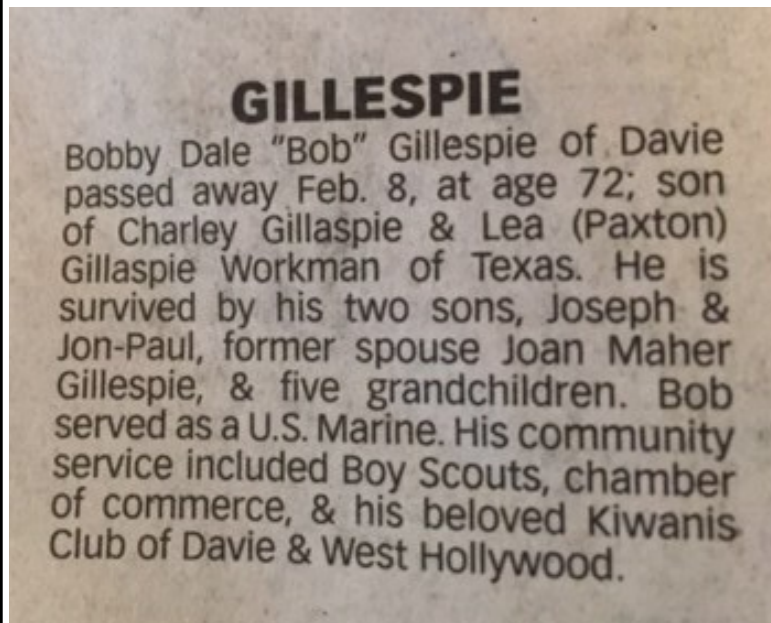 GILLESPIE
Bobby Dale "Bob" Gillespie of Davie
passed away Feb. 8, at age 72; son
of Charley Gillaspie & Lea (Paxton)
Gillaspie Workman of Texas. He is
survived by his two sons, Joseph &
Jon-Paul, former spouse Joan Maher
Gillespie, & five grandchildren. Bob
served as a U.S. Marine. His community
service included Boy Scouts, chamber
of commerce, & his beloved Kiwanis
Club of Davie & West Hollywood.